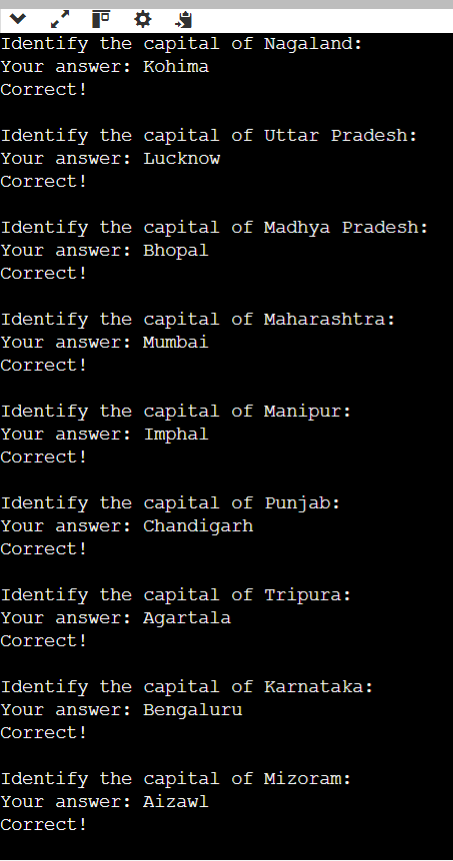 Identify the capital of Nagaland:
Your answer: Kohima
Correct!
Identify the capital of Uttar Pradesh:
Your answer: Lucknow
Correct!
Identify the capital of Madhya Pradesh:
Your answer: Bhopal
Correct!
Identify the capital of Maharashtra:
Your answer: Mumbai
Correct!
Identify the capital of Manipur:
Your answer: Imphal
Correct!
Identify the capital of Punjab:
Your answer: Chandigarh
Correct!
Identify the capital of Tripura:
Your answer: Agartala
Correct!
Identify the capital of Karnataka:
Your answer: Bengaluru
Correct!
Identify the capital of Mizoram:
Your answer: Aizawl
Correct!